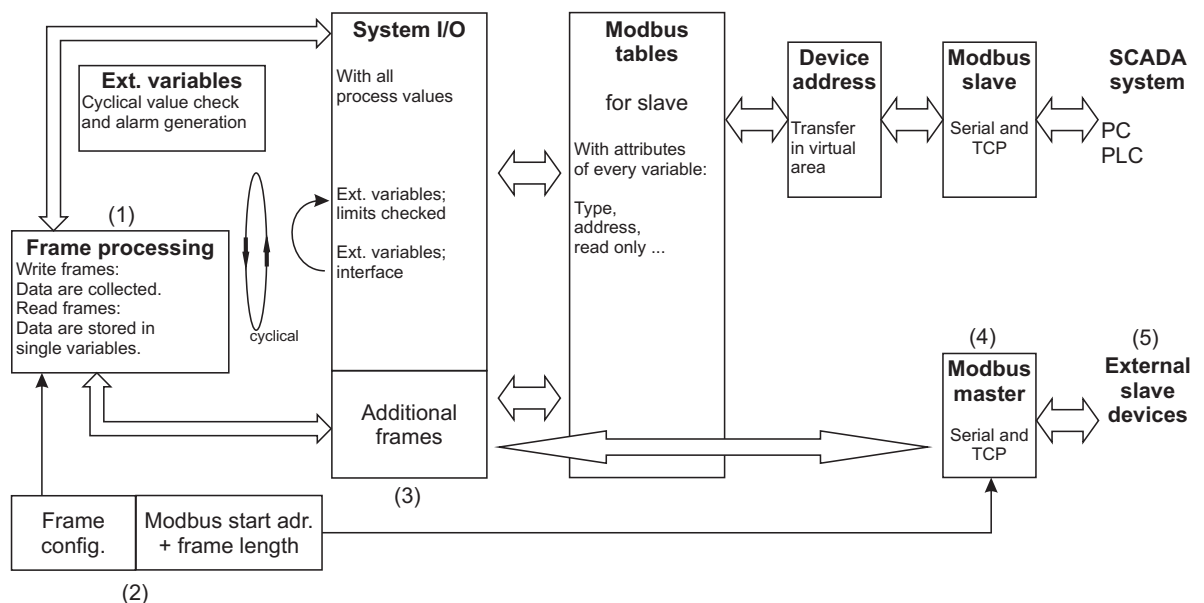 Ext. variables
Cyclical value check
and alarm generation
(1)
Frame processing
Write frames:
Data are collected.
Read frames:
Data are stored in
single variables.
cyclical
System I/O
With all
process values
Ext. variables;
limits checked
Ext. variables;
interface
Additional
frames
(3)
Modbus
tables
for slave
With attributes
of every variable:
Type,
address,
read only ...
Device
address
Transfer
in virtual
area
Modbus
slave
Serial and
TCP
SCADA
system
PC
PLC
(4)
Modbus
master
Serial and
TCP
(5)
External
slave
devices
Frame
config.
Modbus start adr.
+ frame length
(2)